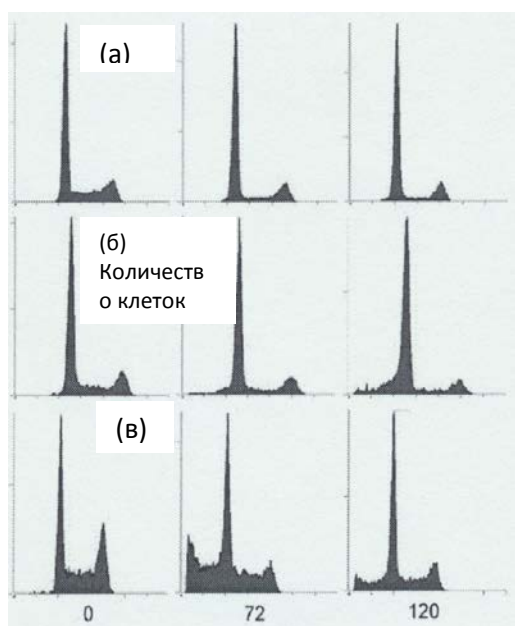 (а)
(б)
Количеств
о клеток
(в)
0 72 120